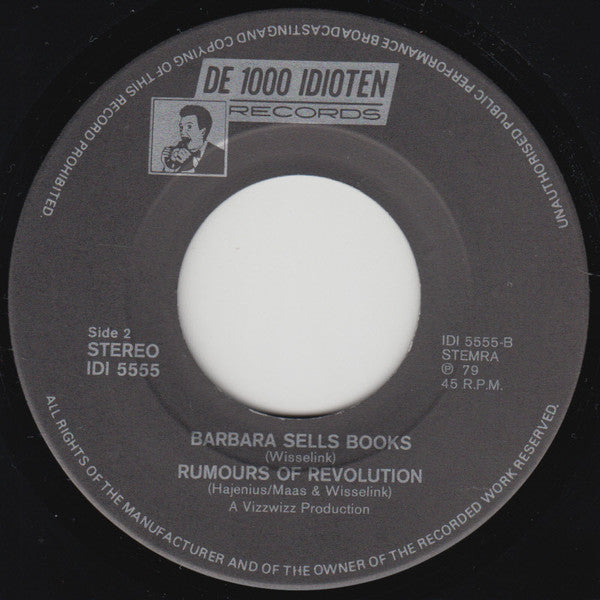 DE 1000 IDIOTEN
RECORDS
UNAUTHORISED PUBLIC PERFORMANCE BROADCASTING AND COPYING OF THIS RECORD PROHIBITED.
Side 2
STEREO
IDI 5555
IDI 5555-B
STEMRA
℗ 79
45 R.P.M.
BARBARA SELLS BOOKS
(Wisselink)
RUMOURS OF REVOLUTION
(Hajenius/Maas & Wisselink)
A Vizzwizz Production
ALL RIGHTS OF THE MANUFACTURER AND OF THE OWNER OF THE RECORDED WORK RESERVED.